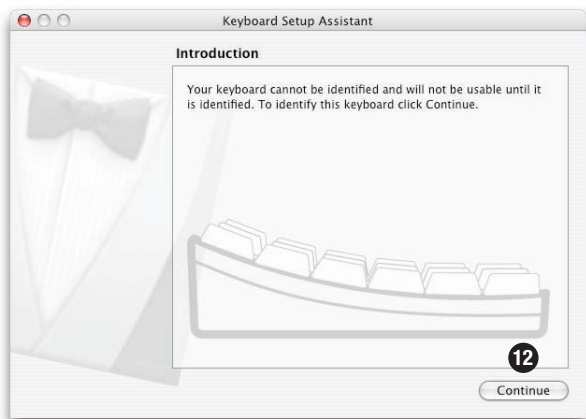 Keyboard Setup Assistant
Introduction
Your keyboard cannot be identified and will not be usable until it
is identified. To identify this keyboard click Continue.
12
Continue